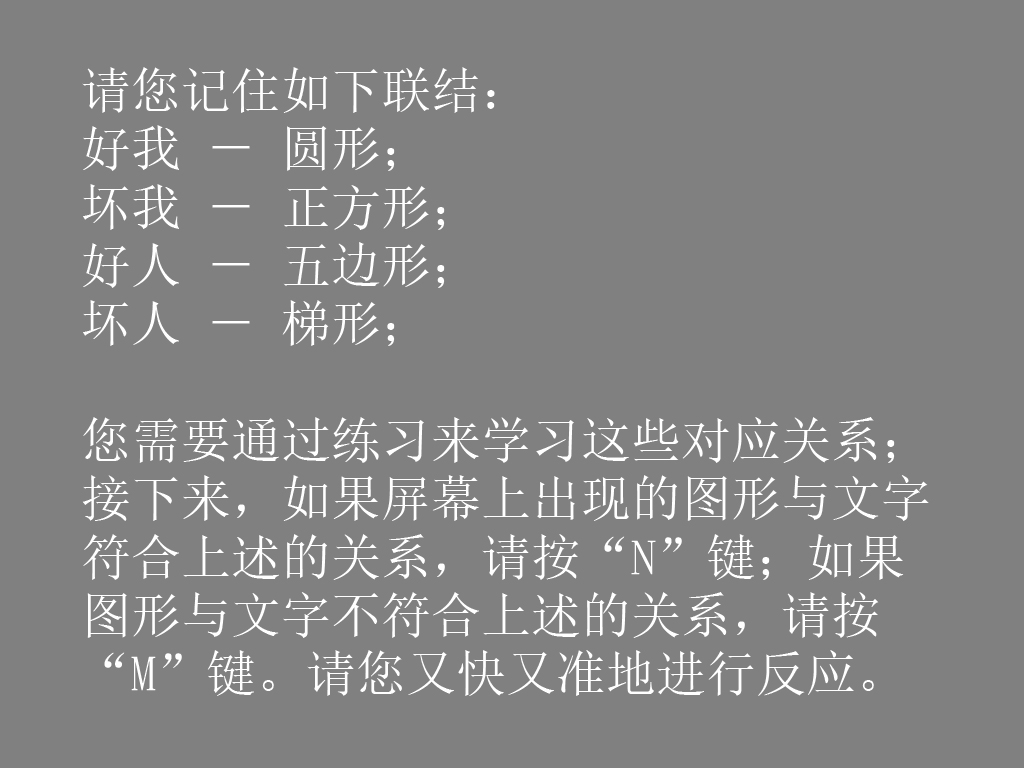 请您记住如下联结：
好我 － 圆形；
坏我 － 正方形；
好人 － 五边形；
坏人 － 梯形；
您需要通过练习来学习这些对应关系；
接下来，如果屏幕上出现的图形与文字
符合上述的关系，请按“N”键；如果
图形与文字不符合上述的关系，请按
“M”键。请您又快又准地进行反应。